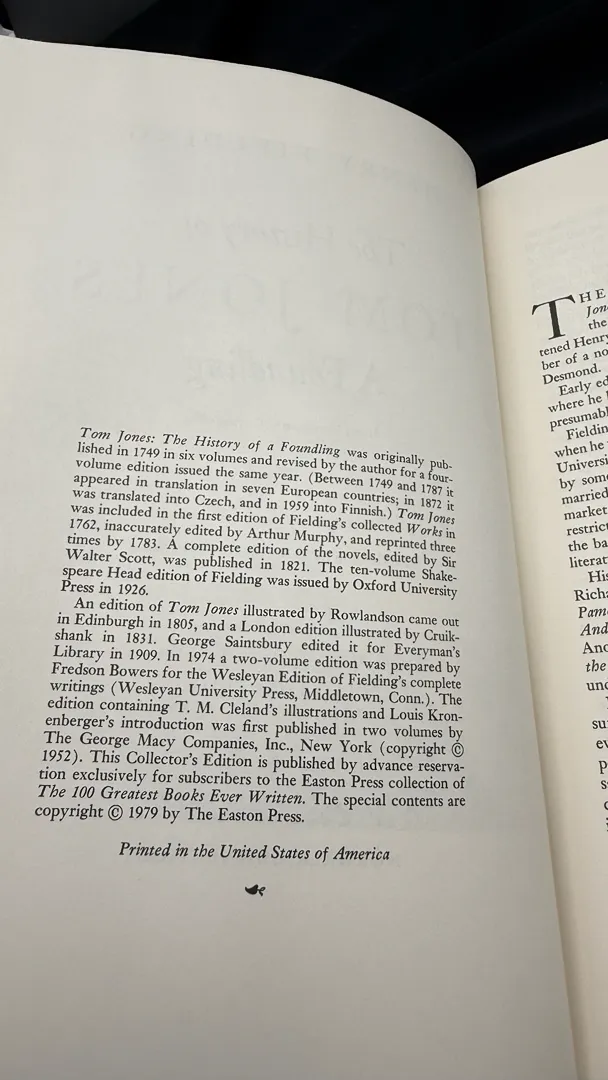 Tom Jones: The History of a Foundling was originally pub-
lished in 1749 in six volumes and revised by the author for a four-
volume edition issued the same year. (Between 1749 and 1787 it
appeared in translation in seven European countries; in 1872 it
was translated into Czech, and in 1959 into Finnish.) Tom Jones
was included in the first edition of Fielding's collected Works in
1762, inaccurately edited by Arthur Murphy, and reprinted three
times by 1783. A complete edition of the novels, edited by Sir
Walter Scott, was published in 1821. The ten-volume Shake-
speare Head edition of Fielding was issued by Oxford University
Press in 1926.
An edition of Tom Jones illustrated by Rowlandson came out
in Edinburgh in 1805, and a London edition illustrated by Cruik-
shank in 1831. George Saintsbury edited it for Everyman's
Library in 1909. In 1974 a two-volume edition was prepared by
Fredson Bowers for the Wesleyan Edition of Fielding's complete
writings (Wesleyan University Press, Middletown, Conn.). The
edition containing T. M. Cleland's illustrations and Louis Kron-
enberger's introduction was first published in two volumes by
The George Macy Companies, Inc., New York (copyright ©
1952). This Collector's Edition is published by advance reserva-
tion exclusively for subscribers to the Easton Press collection of
The 100 Greatest Books Ever Written. The special contents are
copyright © 1979 by The Easton Press.
Printed in the United States of America
THE
Jon
the
tened Henry
ber of a no
Desmond.
Early ed
where he
presumabl
Fieldin
when he
Universi
by some
married
market
restrict
the ba
literat
His
Richa
Pam
And
And
the
und
su
ev
p
s